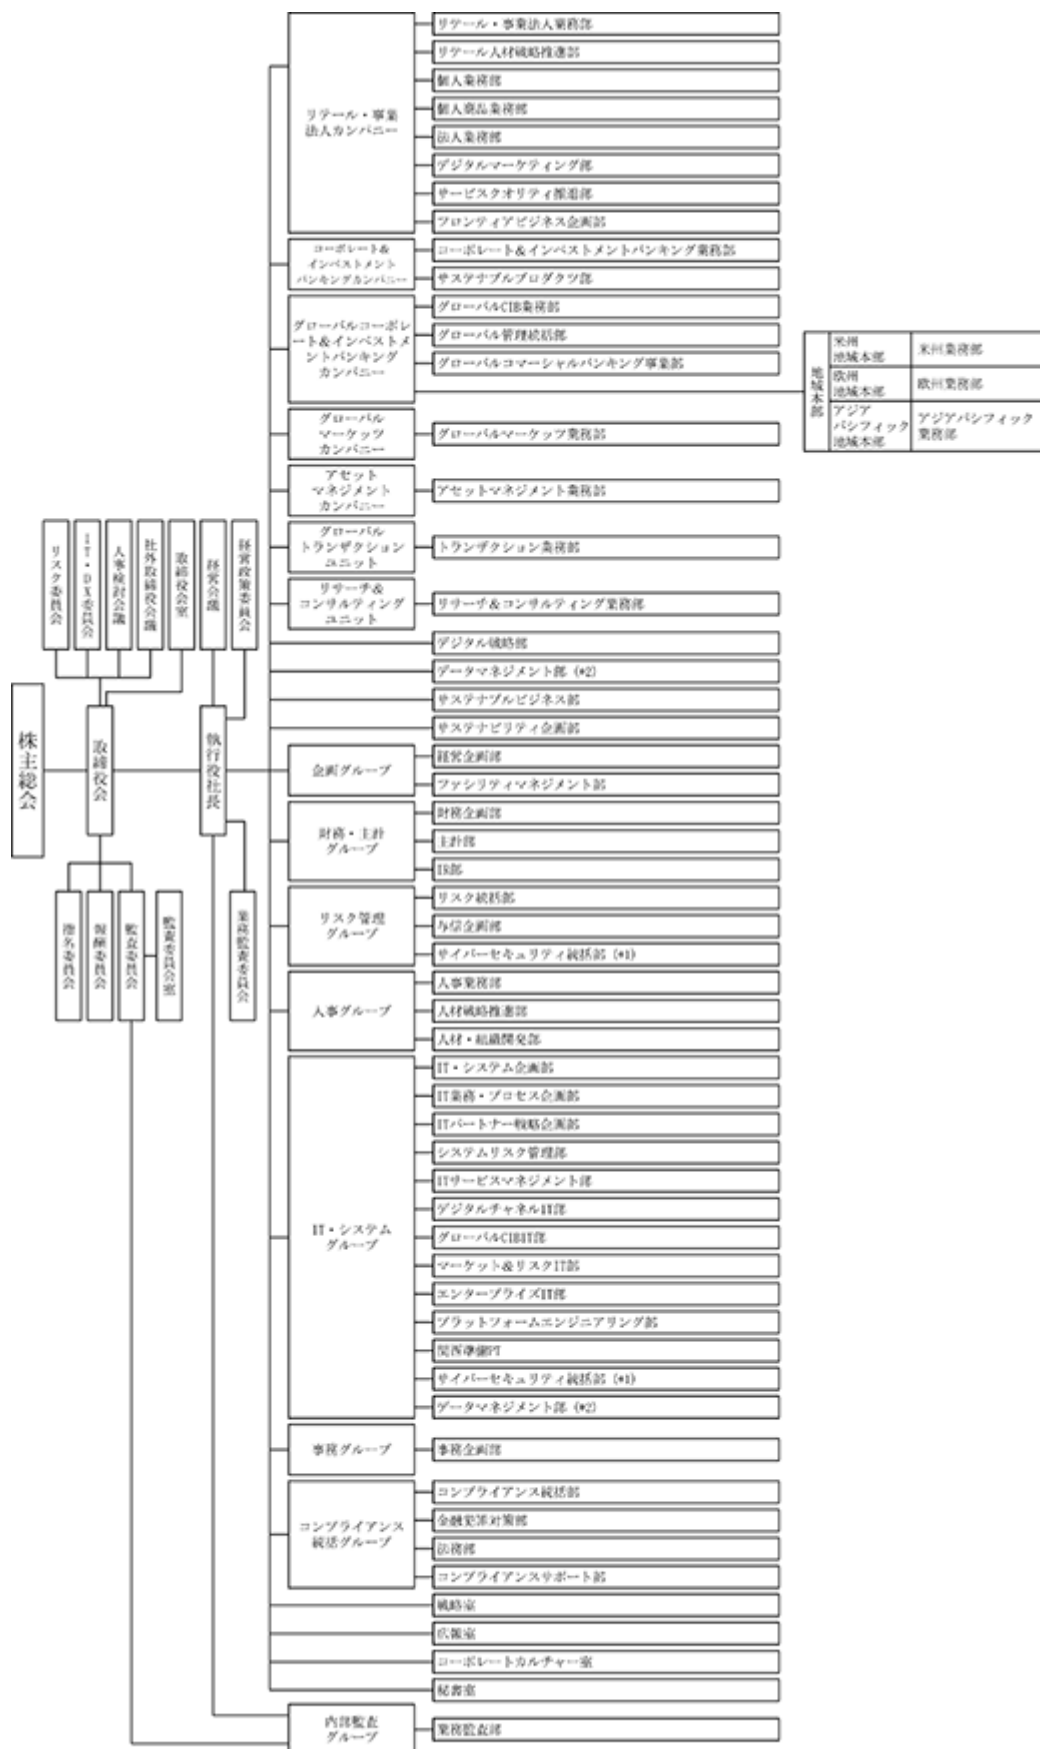 リテール・事業
法人カンパニー
リテール・事業法人業務部
リテール人材戦略推進部
個人業務部
個人商品業務部
法人業務部
デジタルマーケティング部
サービスクオリティ推進部
フロンティアビジネス企画部
コーポレート&
インベストメント
バンキングカンパニー
コーポレート&インベストメントバンキング業務部
サステナブルプロダクツ部
グローバルコーポレ
ート&インベストメ
ントバンキング
カンパニー
グローバルCIB業務部
グローバル管理統括部
グローバルコマーシャルバンキング事業部
地域本部
米州
地域本部
米州業務部
欧州
地域本部
欧州業務部
アジア
パシフィック
地域本部
アジアパシフィック
業務部
グローバル
マーケッツ
カンパニー
グローバルマーケッツ業務部
アセット
マネジメント
カンパニー
アセットマネジメント業務部
グローバル
トランザクション
ユニット
トランザクション業務部
リサーチ&
コンサルティング
ユニット
リサーチ&コンサルティング業務部
デジタル戦略部
データマネジメント部 (*2)
サステナブルビジネス部
サステナビリティ企画部
リスク委員会
IT・DX委員会
人事検討会議
社外取締役会議
取締役会室
経営会議
経営政策委員会
株主総会
取締役会
執行役社長
指名委員会
報酬委員会
監査委員会
監査委員会室
業務監査委員会
企画グループ
経営企画部
ファシリティマネジメント部
財務・主計
グループ
財務企画部
主計部
IR部
リスク管理
グループ
リスク統括部
与信企画部
サイバーセキュリティ統括部 (*1)
人事グループ
人事業務部
人材戦略推進部
人材・組織開発部
IT・システム
グループ
IT・システム企画部
IT業務・プロセス企画部
ITパートナー戦略企画部
システムリスク管理部
ITサービスマネジメント部
デジタルチャネルIT部
グローバルCIBIT部
マーケット&リスクIT部
エンタープライズIT部
プラットフォームエンジニアリング部
関西準備PT
サイバーセキュリティ統括部 (*1)
データマネジメント部 (*2)
事務グループ
事務企画部
コンプライアンス
統括グループ
コンプライアンス統括部
金融犯罪対策部
法務部
コンプライアンスサポート部
戦略室
広報室
コーポレートカルチャー室
秘書室
内部監査
グループ
業務監査部